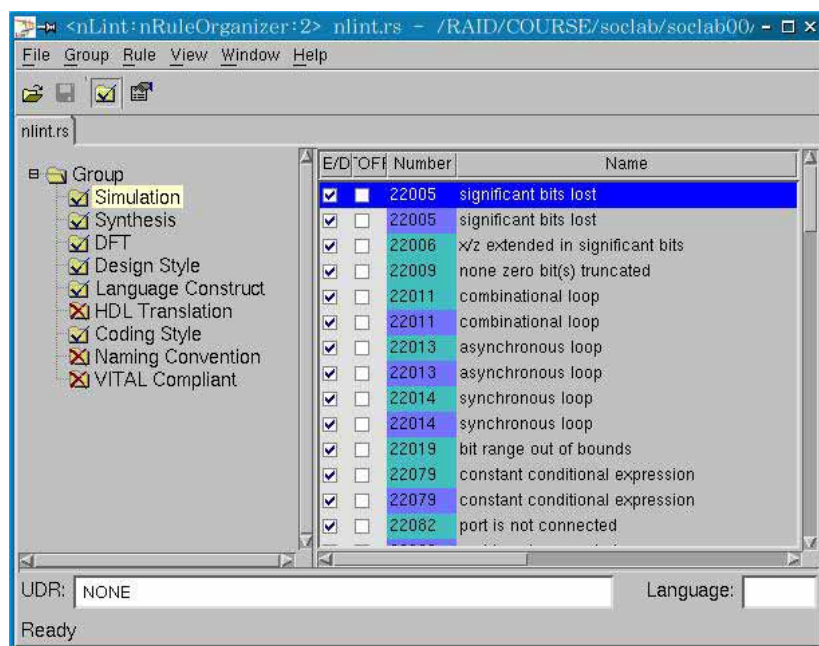 <nLint:nRuleOrganizer:2> nlint.rs - /RAID/COURSE/soclab/soclab00/
File Group Rule View Window Help
nlint.rs
Group
Simulation
Synthesis
DFT
Design Style
Language Construct
HDL Translation
Coding Style
Naming Convention
VITAL Compliant
E/D OFF Number Name
22005 significant bits lost
22005 significant bits lost
22006 x/z extended in significant bits
22009 none zero bit(s) truncated
22011 combinational loop
22011 combinational loop
22013 asynchronous loop
22013 asynchronous loop
22014 synchronous loop
22014 synchronous loop
22019 bit range out of bounds
22079 constant conditional expression
22079 constant conditional expression
22082 port is not connected
UDR: NONE Language:
Ready